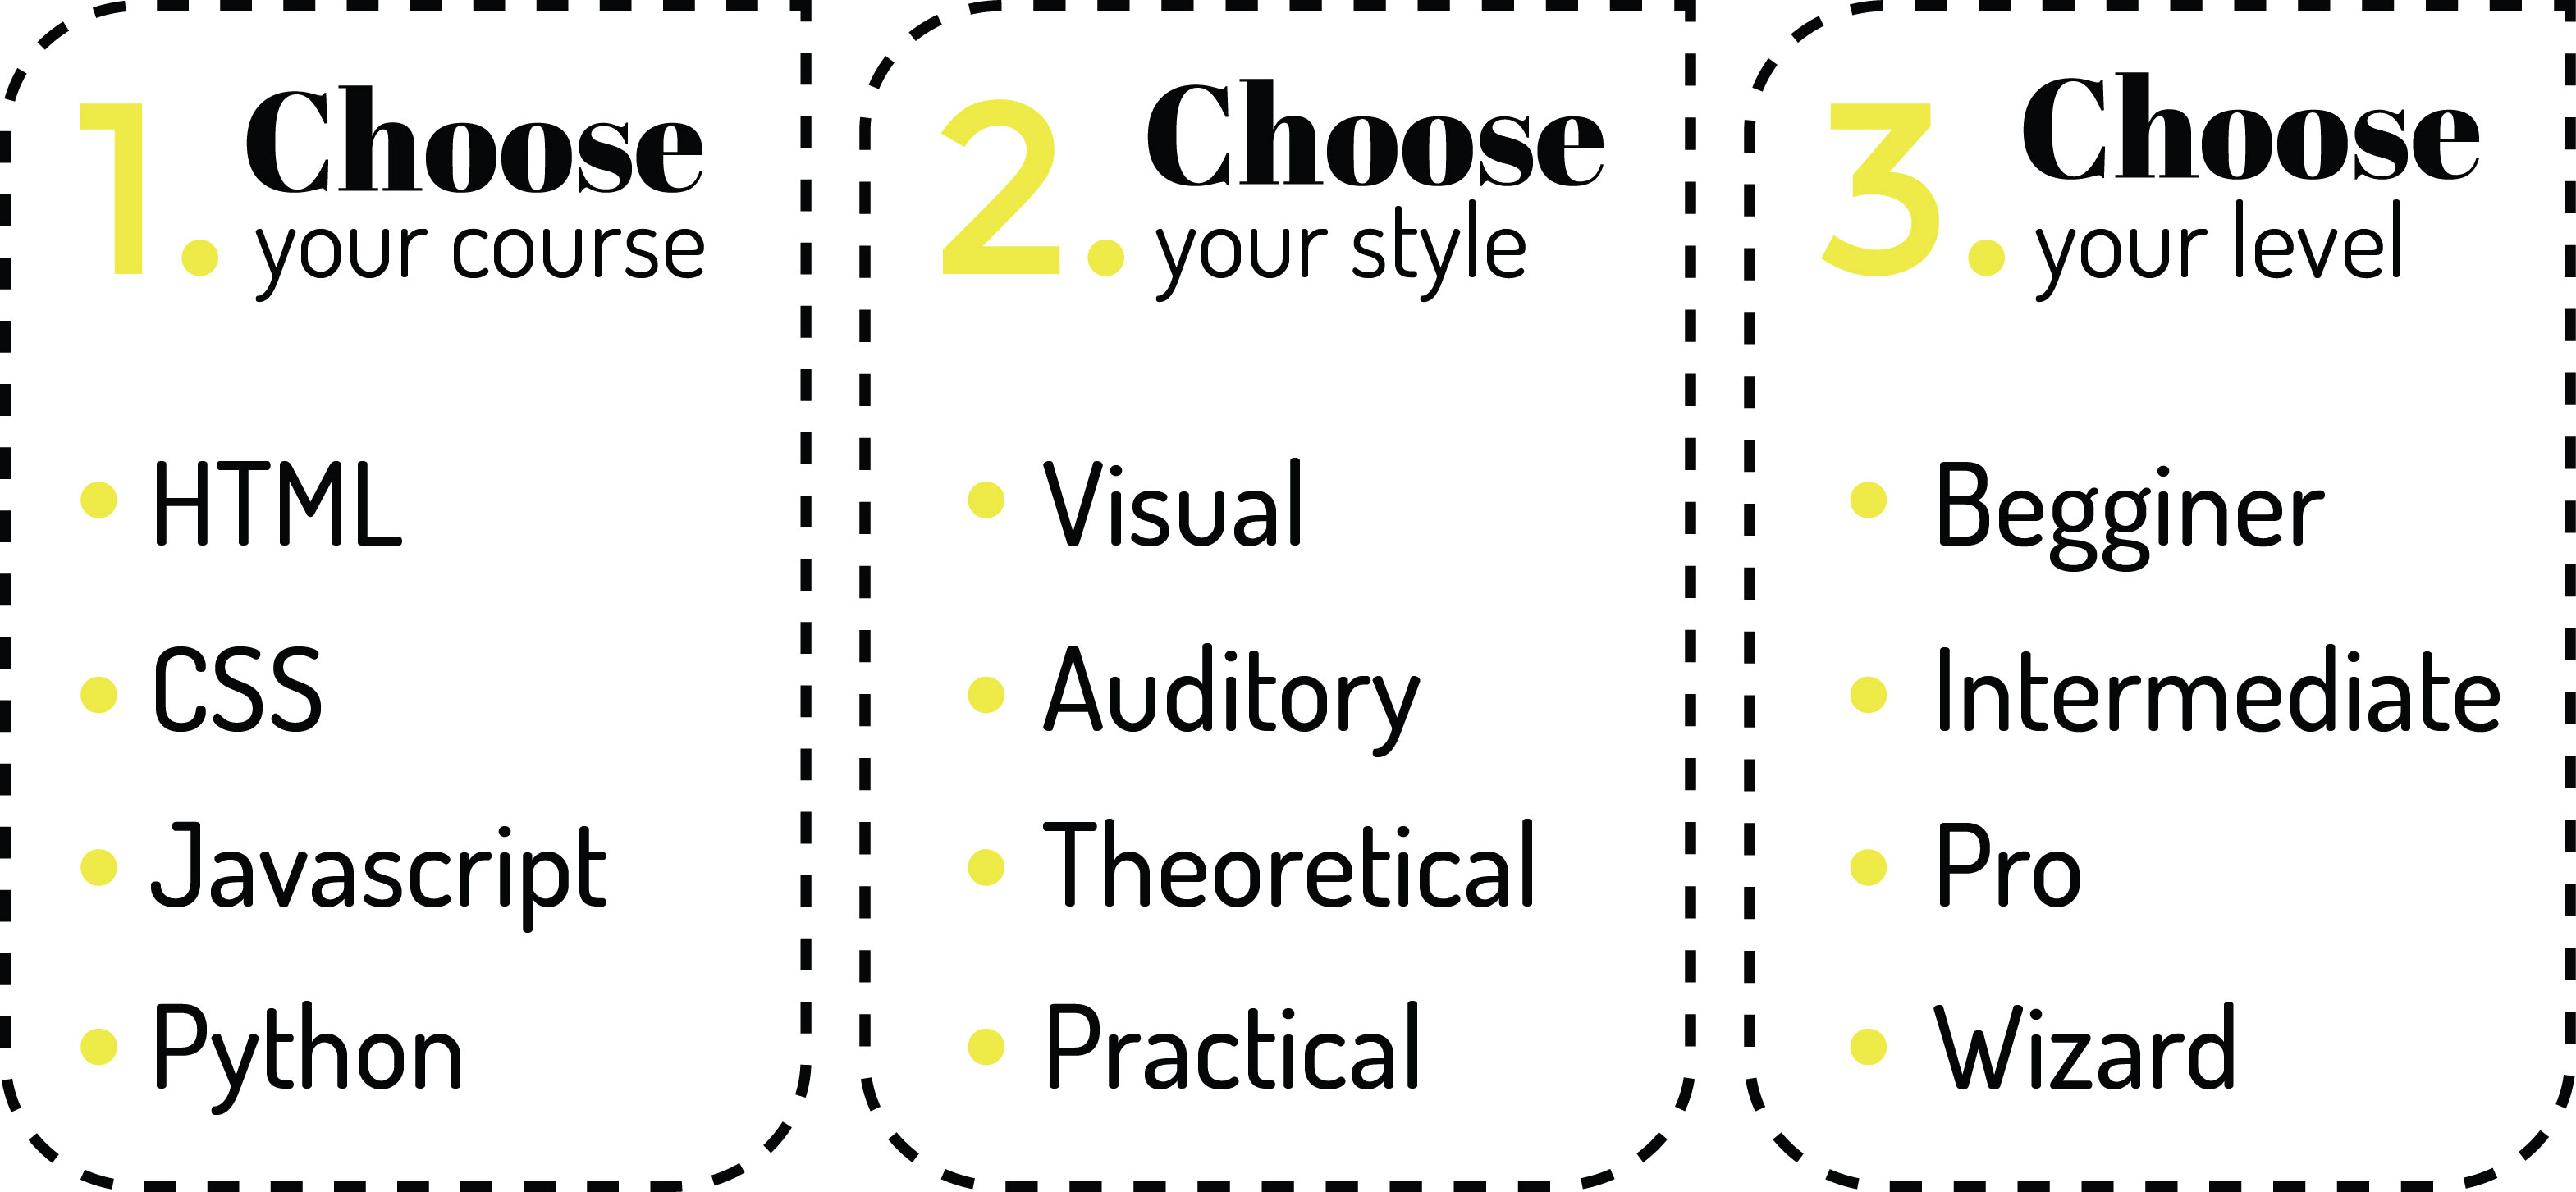 1. Choose
your course
• HTML
• CSS
• Javascript
• Python
2. Choose
your style
• Visual
• Auditory
• Theoretical
• Practical
3. Choose
your level
• Begginer
• Intermediate
• Pro
• Wizard